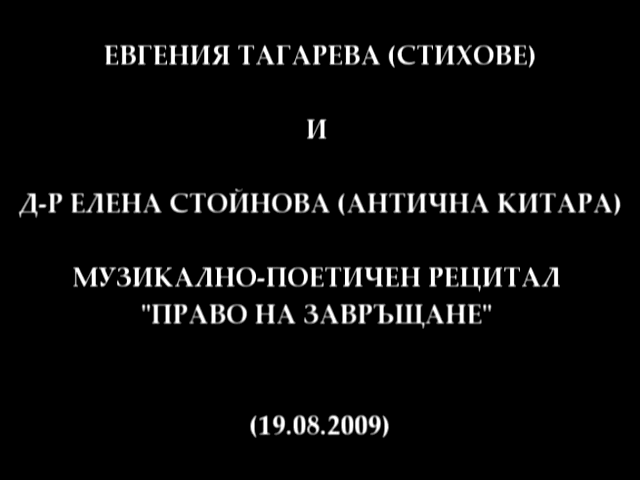 ЕВГЕНИЯ ТАГАРЕВА (СТИХОВЕ)
И
Д-Р ЕЛЕНА СТОЙНОВА (АНТИЧНА КИТАРА)
МУЗИКАЛНО-ПОЕТИЧЕН РЕЦИТАЛ
"ПРАВО НА ЗАВРЪЩАНЕ"
(19.08.2009)